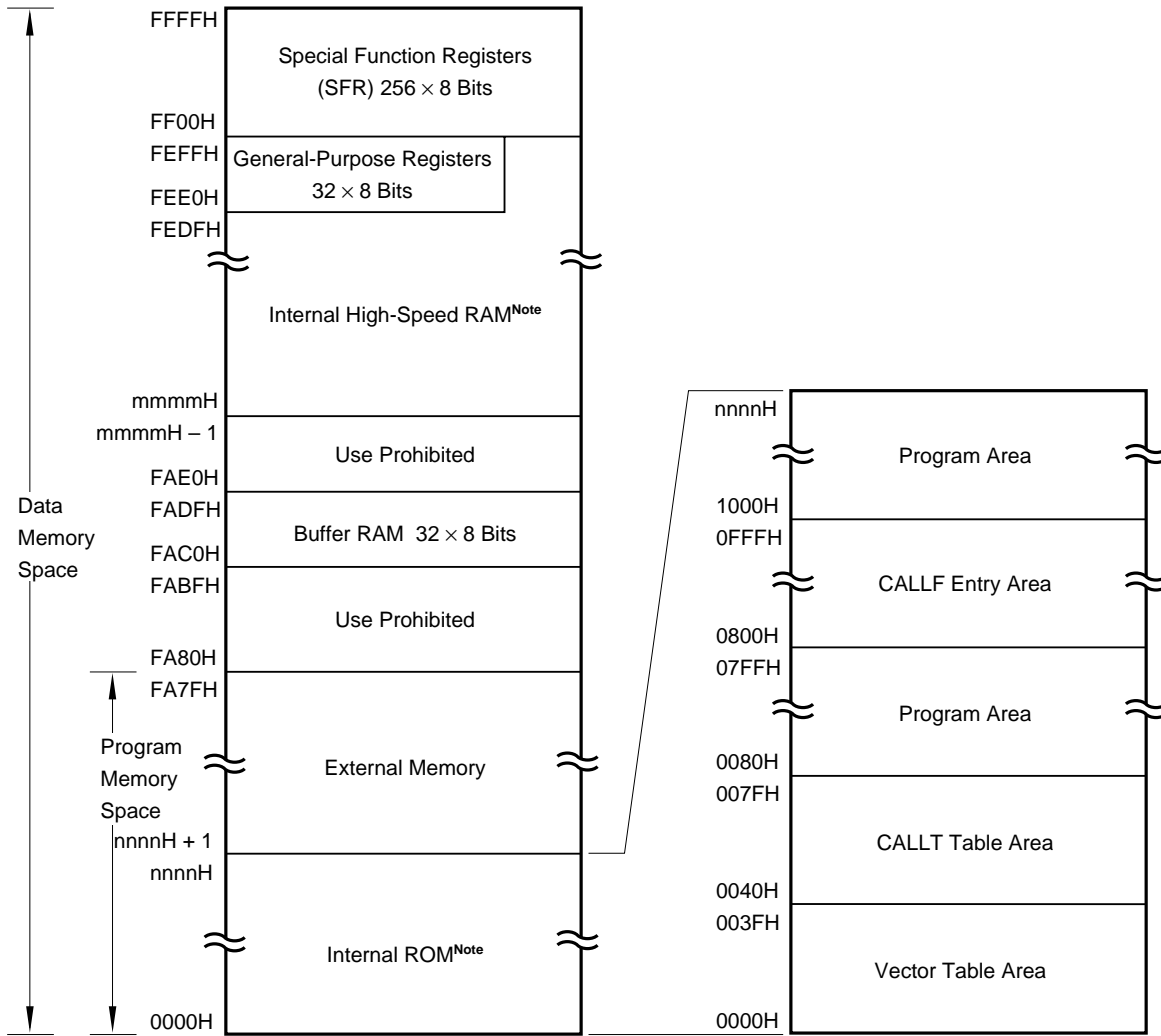 FFFFH
Special Function Registers
(SFR) 256 × 8 Bits
FF00H
FEFFH
General-Purpose Registers
32 × 8 Bits
FEE0H
FEDFH
Internal High-Speed RAMNote
mmmmH
mmmmH – 1
Use Prohibited
FAE0H
FADFH
Buffer RAM 32 × 8 Bits
FAC0H
FABFH
Use Prohibited
FA80H
FA7FH
External Memory
nnnnH + 1
nnnnH
Internal ROMNote
0000H
Data
Memory
Space
Program
Memory
Space
nnnnH
Program Area
1000H
0FFFH
CALLF Entry Area
0800H
07FFH
Program Area
0080H
007FH
CALLT Table Area
0040H
003FH
Vector Table Area
0000H